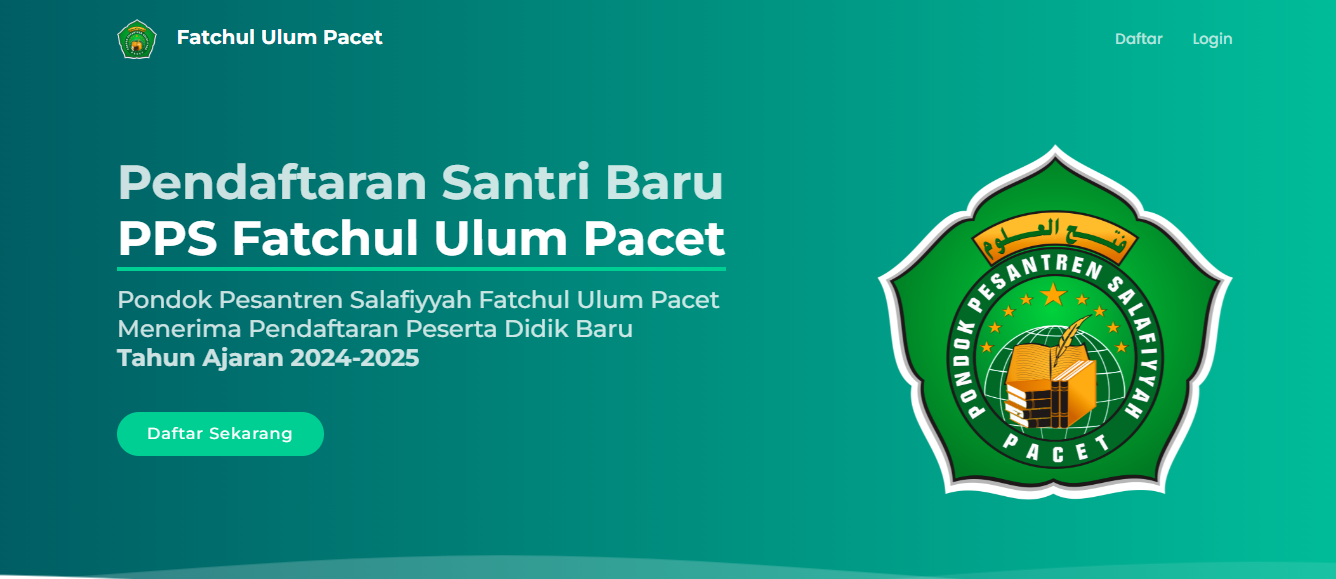 Fatchul Ulum Pacet
Daftar
Login
Pendaftaran Santri Baru
PPS Fatchul Ulum Pacet
Pondok Pesantren Salafiyyah Fatchul Ulum Pacet
Menerima Pendaftaran Peserta Didik Baru
Tahun Ajaran 2024-2025
Daftar Sekarang
فتح العلوم
PONDOK PESANTREN SALAFIYYAH
PACET